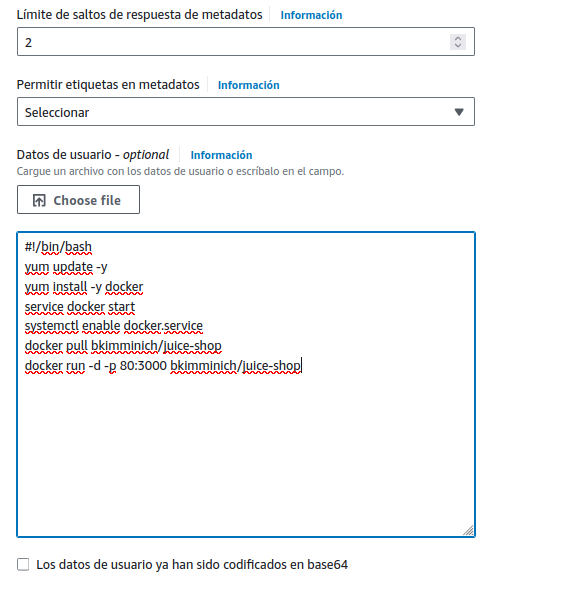 Límite de saltos de respuesta de metadatos Información
2
Permitir etiquetas en metadatos Información
Seleccionar
Datos de usuario - optional Información
Cargue un archivo con los datos de usuario o escríbalo en el campo.
Choose file
#!/bin/bash
yum update -y
yum install -y docker
service docker start
systemctl enable docker.service
docker pull bkimminich/juice-shop
docker run -d -p 80:3000 bkimminich/juice-shop
Los datos de usuario ya han sido codificados en base64